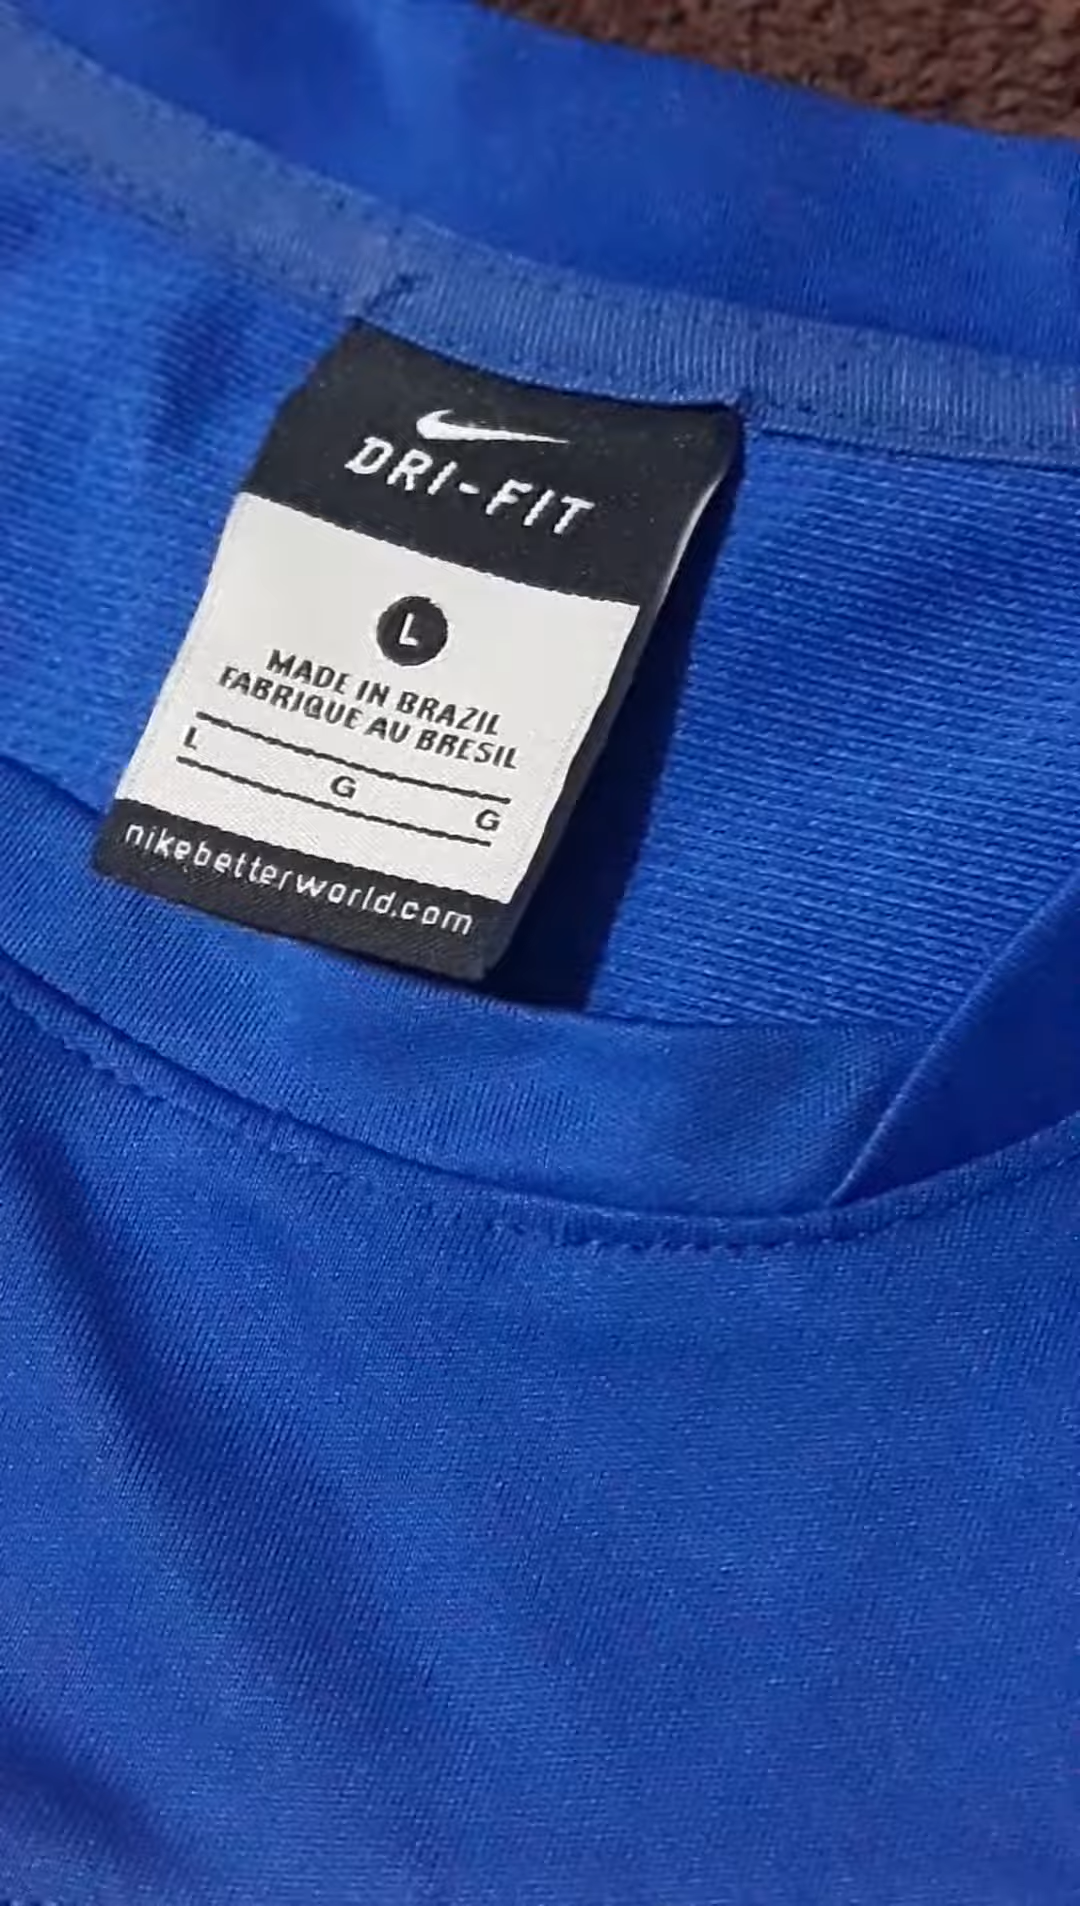 DRI-FIT
L
MADE IN BRAZIL
FABRIQUE AU BRESIL
L G G
nikebetterworld.com